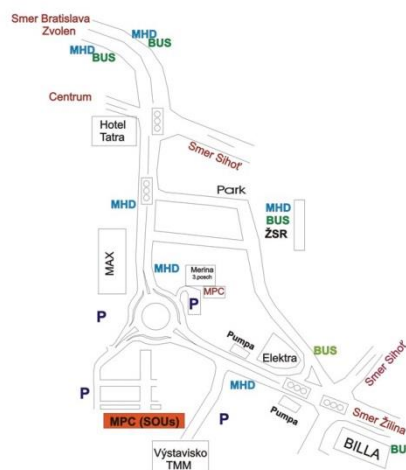 Smer Bratislava
Zvolen
MHD
BUS
MHD
BUS
Centrum
Hotel
Tatra
Smer Sihoť
MHD
Park
MHD
BUS
ŽSR
MAX
MHD
Merina
3.posch
MPC
P
P
Pumpa
Elektra
BUS
Smer Sihoť
MHD
P
P
Pumpa
Smer Žilina
MPC (SOUs)
Výstavisko
TMM
BILLA
BU